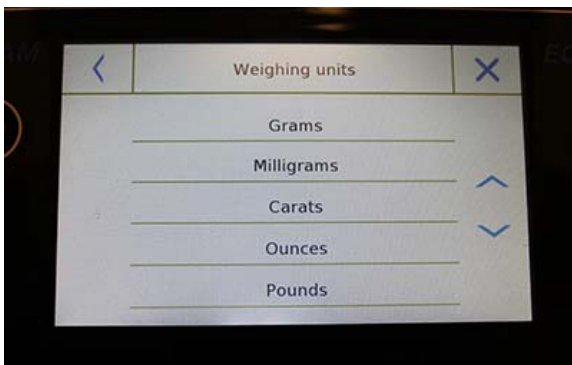 Weighing units
Grams
Milligrams
Carats
Ounces
Pounds